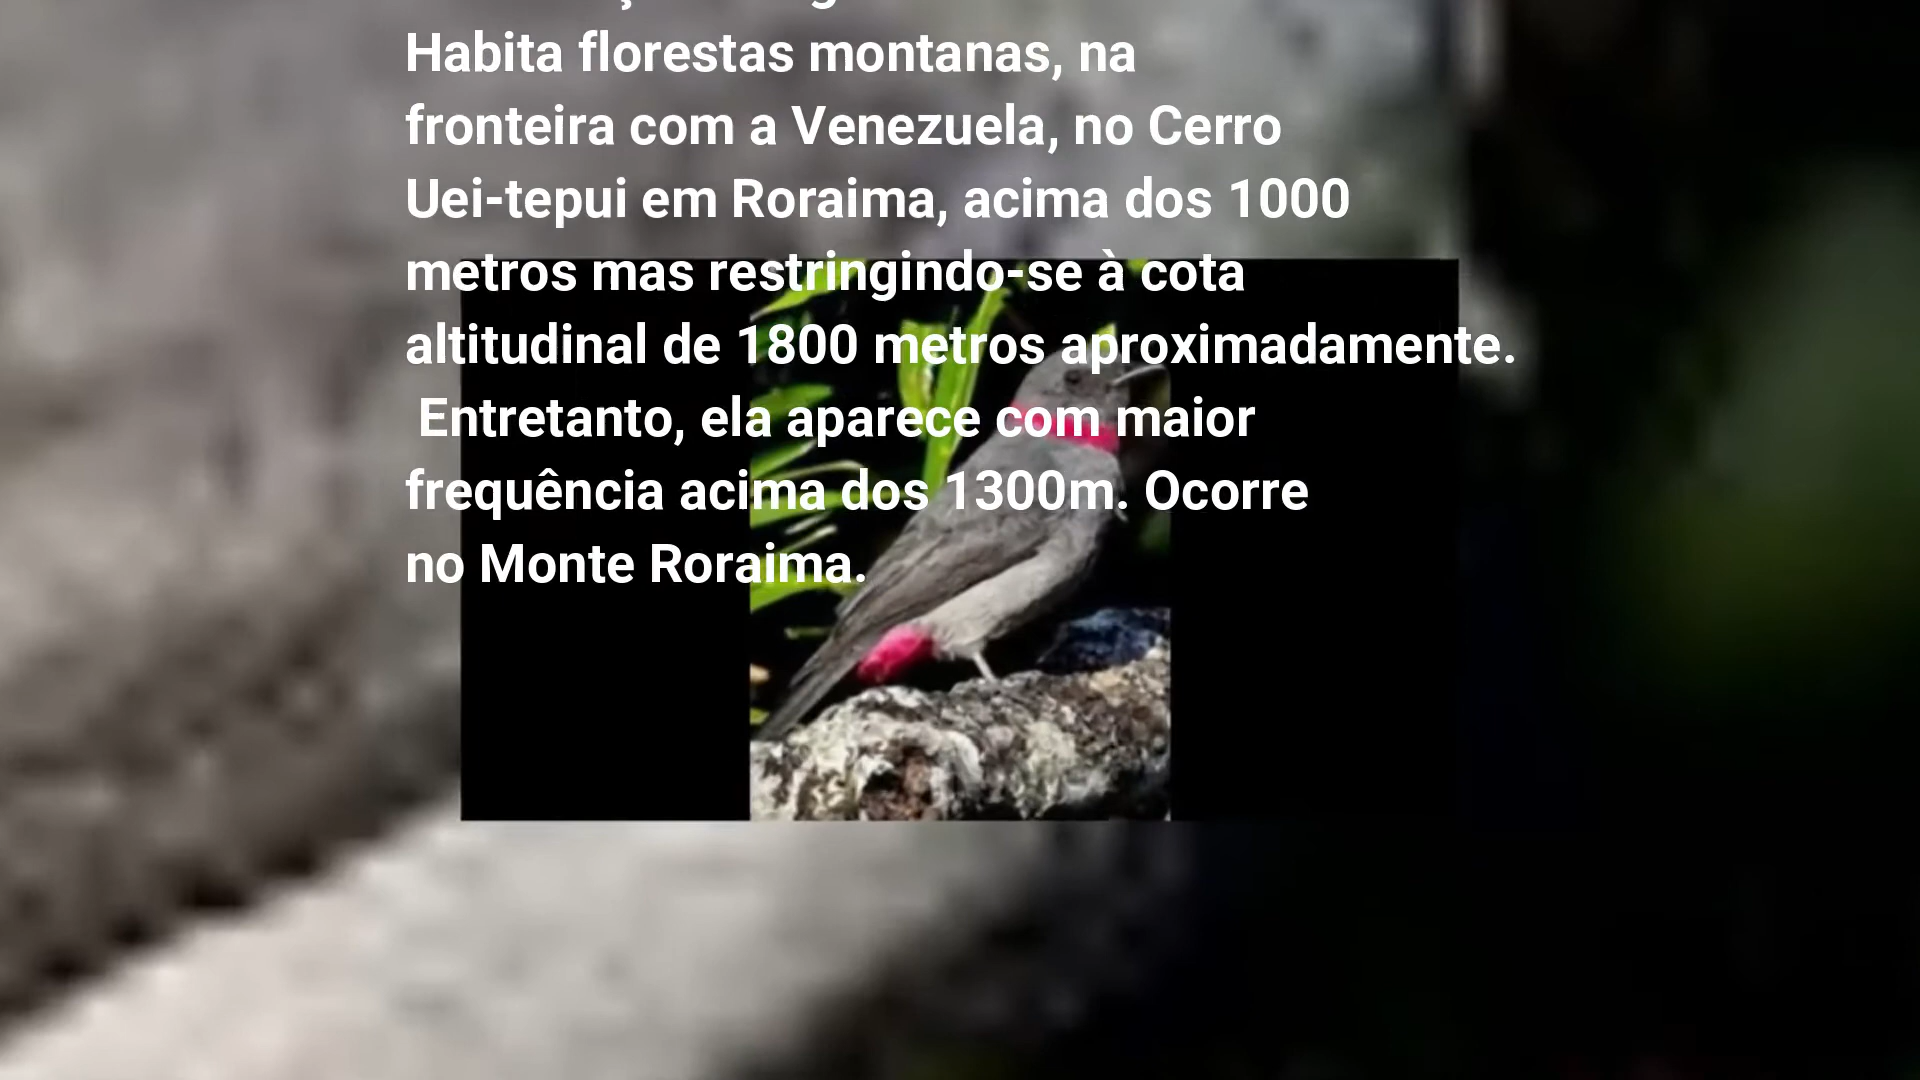 Habita florestas montanas, na
fronteira com a Venezuela, no Cerro
Uei-tepui em Roraima, acima dos 1000
metros mas restringindo-se à cota
altitudinal de 1800 metros aproximadamente.
Entretanto, ela aparece com maior
frequência acima dos 1300m. Ocorre
no Monte Roraima.